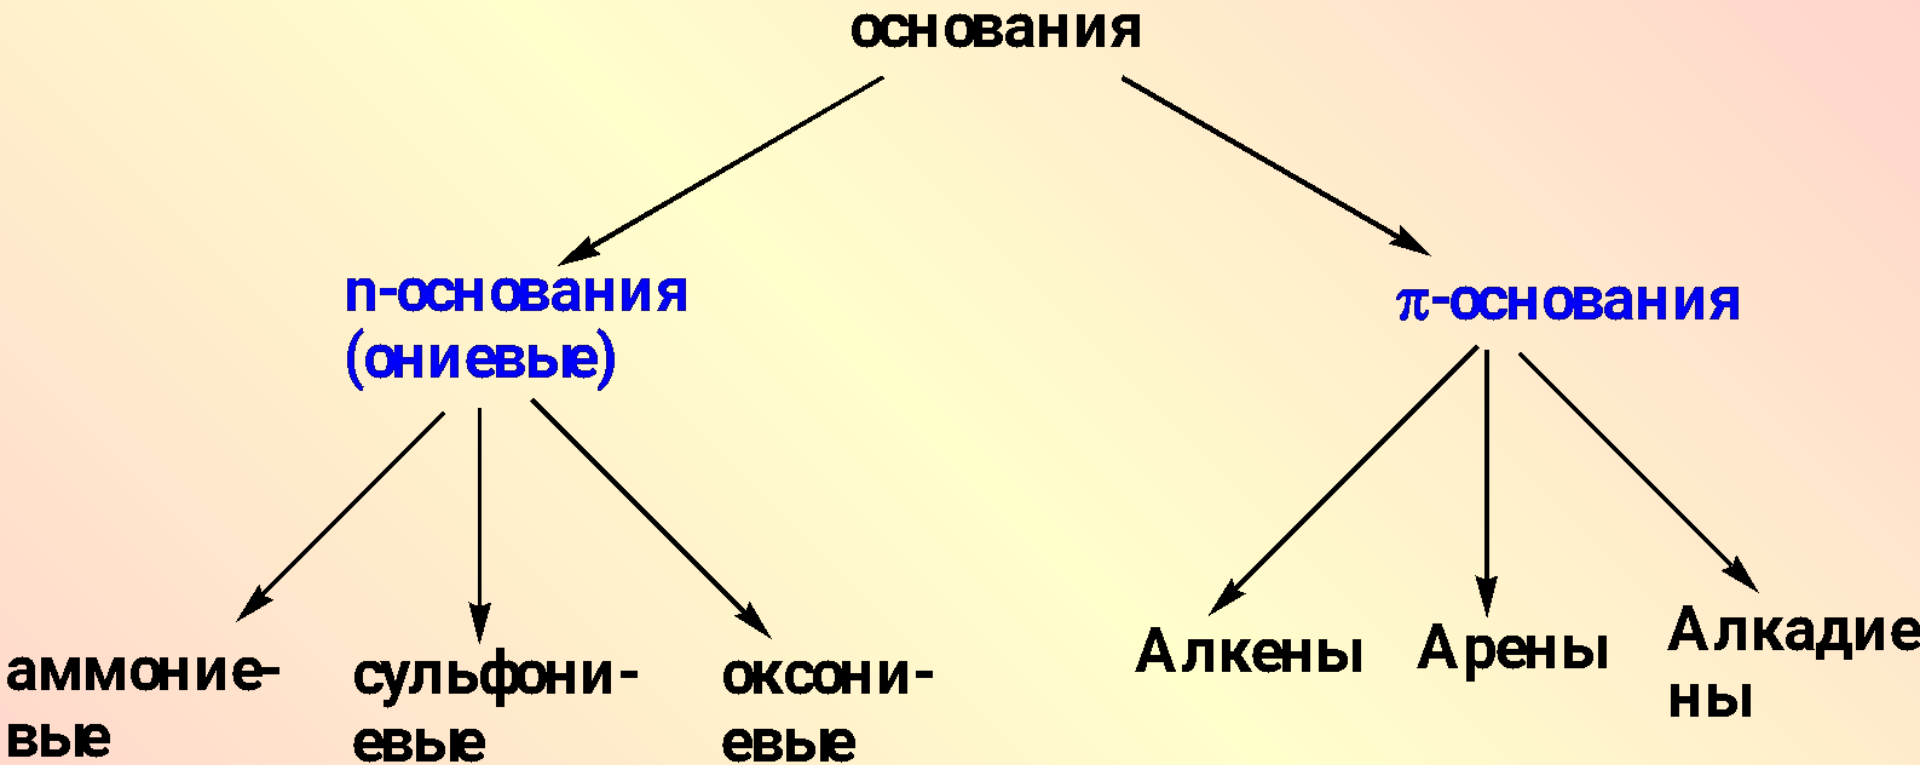 основания
n-основания
(ониевые)
π-основания
аммоние-
вые
сульфони-
евые
оксони-
евые
Алкены
Арены
Алкадие
ны